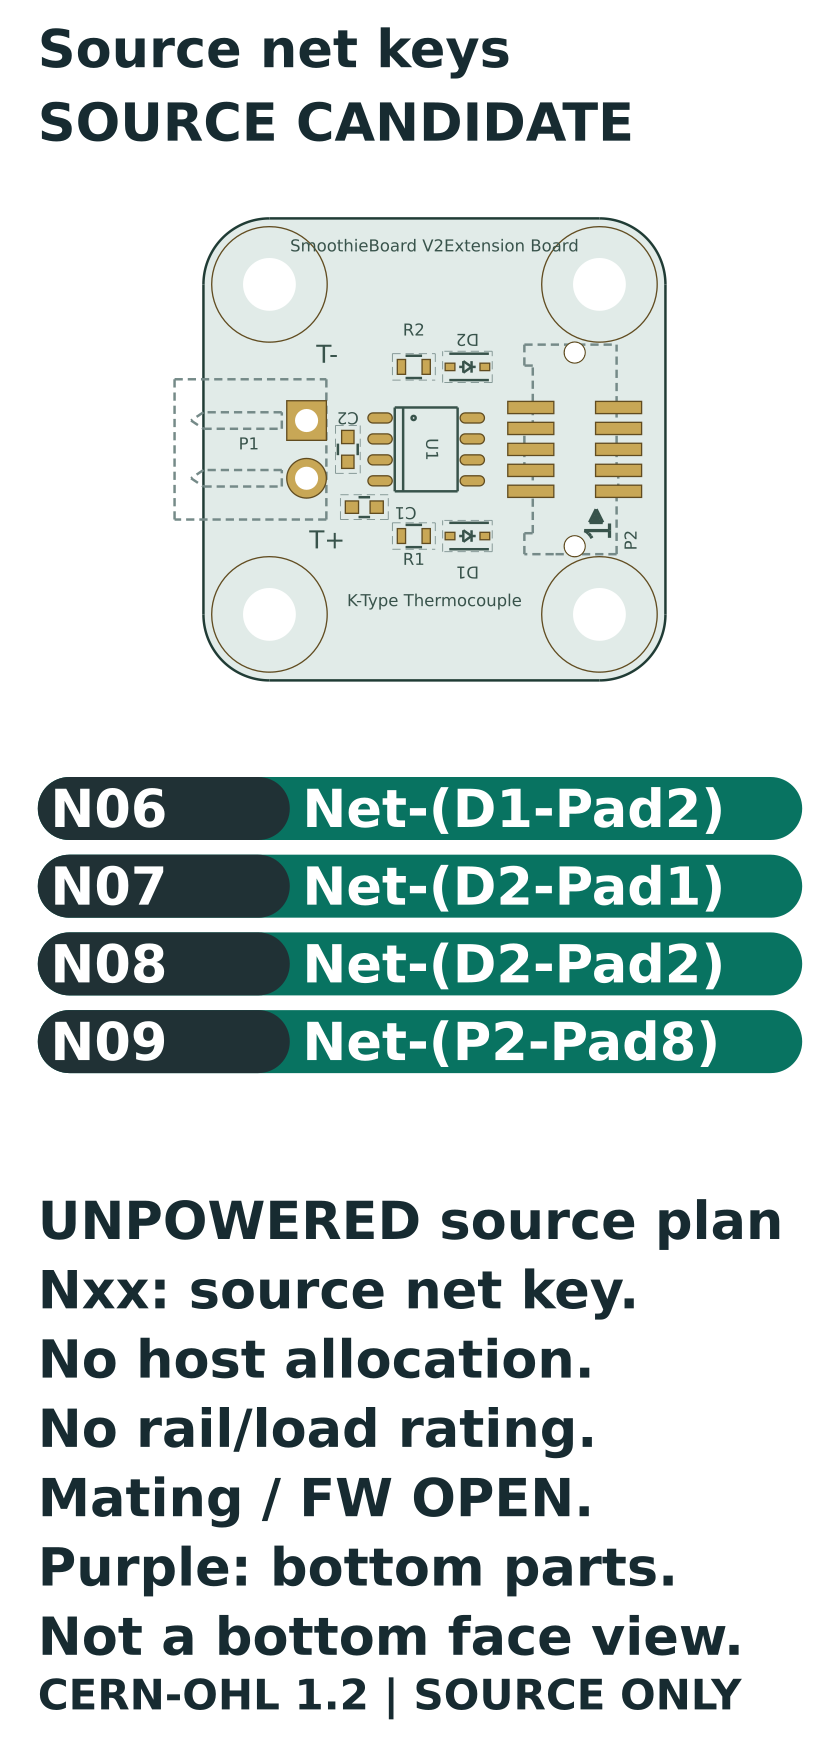 Source net keys
SOURCE CANDIDATE
SmoothieBoard V2Extension Board
R2
D2
T-
C2
P1
U1
C1
T+
1
P2
R1
D1
K-Type Thermocouple
N06 Net-(D1-Pad2)
N07 Net-(D2-Pad1)
N08 Net-(D2-Pad2)
N09 Net-(P2-Pad8)
UNPOWERED source plan
Nxx: source net key.
No host allocation.
No rail/load rating.
Mating / FW OPEN.
Purple: bottom parts.
Not a bottom face view.
CERN-OHL 1.2 | SOURCE ONLY